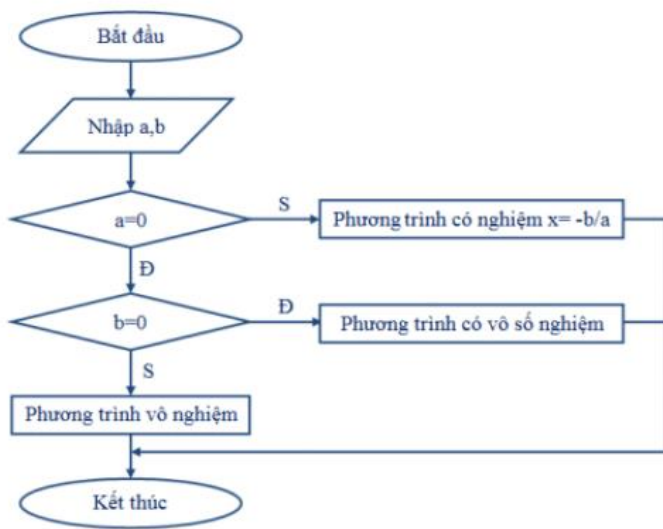 Bắt đầu
Nhập a,b
a=0
S
Phương trình có nghiệm x= -b/a
Đ
b=0
Đ
Phương trình có vô số nghiệm
S
Phương trình vô nghiệm
Kết thúc